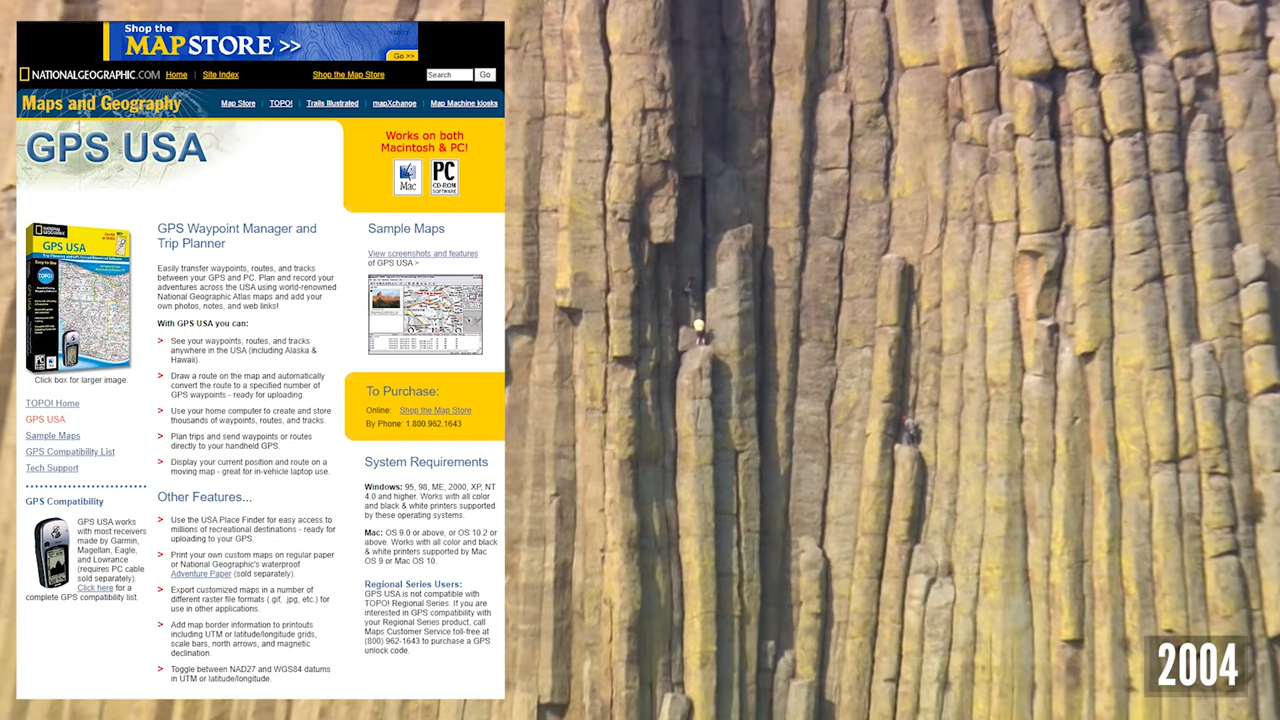 Shop the
MAP STORE >>
Go >>
NATIONALGEOGRAPHIC.COM Home | Site Index Shop the Map Store Search Go
Maps and Geography Map Store | TOPO! | Trails Illustrated | mapXchange | Map Machine kiosks
GPS USA
Works on both
Macintosh & PC!
Mac
PC
CD-ROM
SOFTWARE
NATIONAL
GEOGRAPHIC
GPS USA
TOPO!
Click box for larger image.
TOPO! Home
GPS USA
Sample Maps
GPS Compatibility List
Tech Support
GPS Compatibility
GPS USA works
with most receivers
made by Garmin,
Magellan, Eagle,
and Lowrance
(requires PC cable
sold separately).
Click here for a
complete GPS compatibility list.
GPS Waypoint Manager and
Trip Planner
Easily transfer waypoints, routes, and tracks
between your GPS and PC. Plan and record your
adventures across the USA using world-renowned
National Geographic Atlas maps and add your
own photos, notes, and web links!
With GPS USA you can:
> See your waypoints, routes, and tracks
anywhere in the USA (including Alaska &
Hawaii).
> Draw a route on the map and automatically
convert the route to a specified number of
GPS waypoints - ready for uploading.
> Use your home computer to create and store
thousands of waypoints, routes, and tracks.
> Plan trips and send waypoints or routes
directly to your handheld GPS.
> Display your current position and route on a
moving map - great for in-vehicle laptop use.
Other Features...
> Use the USA Place Finder for easy access to
millions of recreational destinations - ready for
uploading to your GPS.
> Print your own custom maps on regular paper
or National Geographic's waterproof
Adventure Paper (sold separately).
> Export customized maps in a number of
different raster file formats (.gif, .jpg, etc.) for
use in other applications.
> Add map border information to printouts
including UTM or latitude/longitude grids,
scale bars, north arrows, and magnetic
declination.
> Toggle between NAD27 and WGS84 datums
in UTM or latitude/longitude.
Sample Maps
View screenshots and features
of GPS USA >
To Purchase:
Online: Shop the Map Store
By Phone: 1.800.962.1643
System Requirements
Windows: 95, 98, ME, 2000, XP, NT
4.0 and higher. Works with all color
and black & white printers supported
by these operating systems.
Mac: OS 9.0 or above, or OS 10.2 or
above. Works with all color and black
& white printers supported by Mac
OS 9 or Mac OS 10.
Regional Series Users:
GPS USA is not compatible with
TOPO! Regional Series. If you are
interested in GPS compatibility with
your Regional Series product, call
Maps Customer Service toll-free at
(800) 962-1643 to purchase a GPS
unlock code.
2004